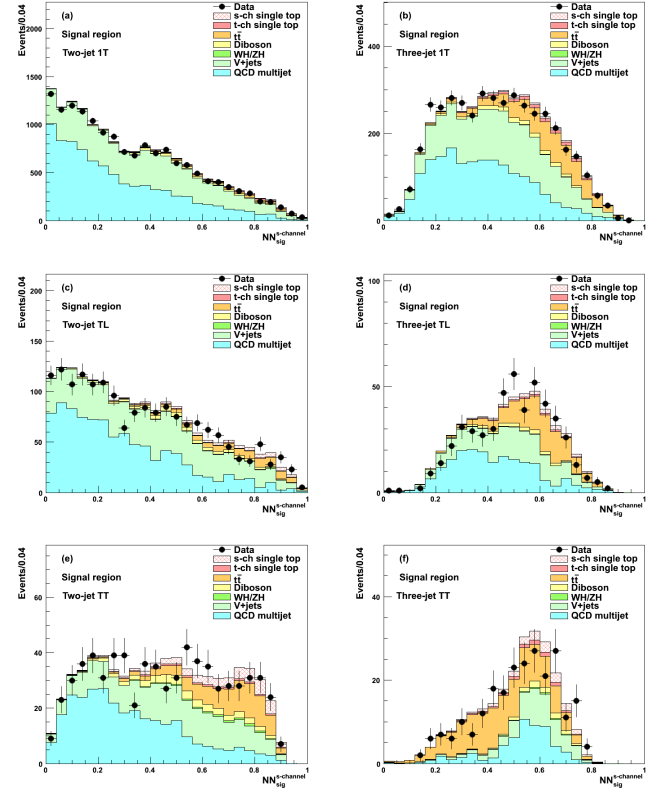 (a)
Signal region
Two-jet 1T
Data
s-ch single top
t-ch single top
tt̄
Diboson
WH/ZH
V+jets
QCD multijet
Events/0.04
2000
1500
1000
500
0
0 0.2 0.4 0.6 0.8 1
NN_sig^s-channel
(b)
Signal region
Three-jet 1T
Data
s-ch single top
t-ch single top
tt̄
Diboson
WH/ZH
V+jets
QCD multijet
Events/0.04
400
200
0
0 0.2 0.4 0.6 0.8 1
NN_sig^s-channel
(c)
Signal region
Two-jet TL
Data
s-ch single top
t-ch single top
tt̄
Diboson
WH/ZH
V+jets
QCD multijet
Events/0.04
200
150
100
50
0
0 0.2 0.4 0.6 0.8 1
NN_sig^s-channel
(d)
Signal region
Three-jet TL
Data
s-ch single top
t-ch single top
tt̄
Diboson
WH/ZH
V+jets
QCD multijet
Events/0.04
100
50
0
0 0.2 0.4 0.6 0.8 1
NN_sig^s-channel
(e)
Signal region
Two-jet TT
Data
s-ch single top
t-ch single top
tt̄
Diboson
WH/ZH
V+jets
QCD multijet
Events/0.04
60
40
20
0
0 0.2 0.4 0.6 0.8 1
NN_sig^s-channel
(f)
Signal region
Three-jet TT
Data
s-ch single top
t-ch single top
tt̄
Diboson
WH/ZH
V+jets
QCD multijet
Events/0.04
40
20
0
0 0.2 0.4 0.6 0.8 1
NN_sig^s-channel